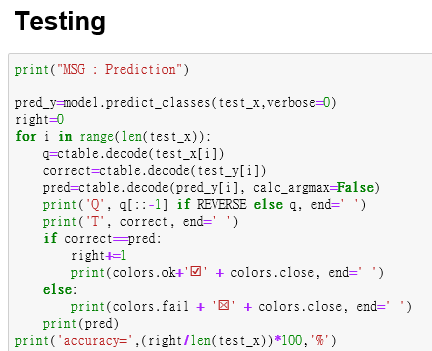 Testing
print("MSG : Prediction")
pred_y=model.predict_classes(test_x,verbose=0)
right=0
for i in range(len(test_x)):
    q=ctable.decode(test_x[i])
    correct=ctable.decode(test_y[i])
    pred=ctable.decode(pred_y[i], calc_argmax=False)
    print('Q', q[::-1] if REVERSE else q, end=' ')
    print('T', correct, end=' ')
    if correct==pred:
        right+=1
        print(colors.ok+'☑' + colors.close, end=' ')
    else:
        print(colors.fail + '☒' + colors.close, end=' ')
    print(pred)
print('accuracy=',(right/len(test_x))*100,'%')